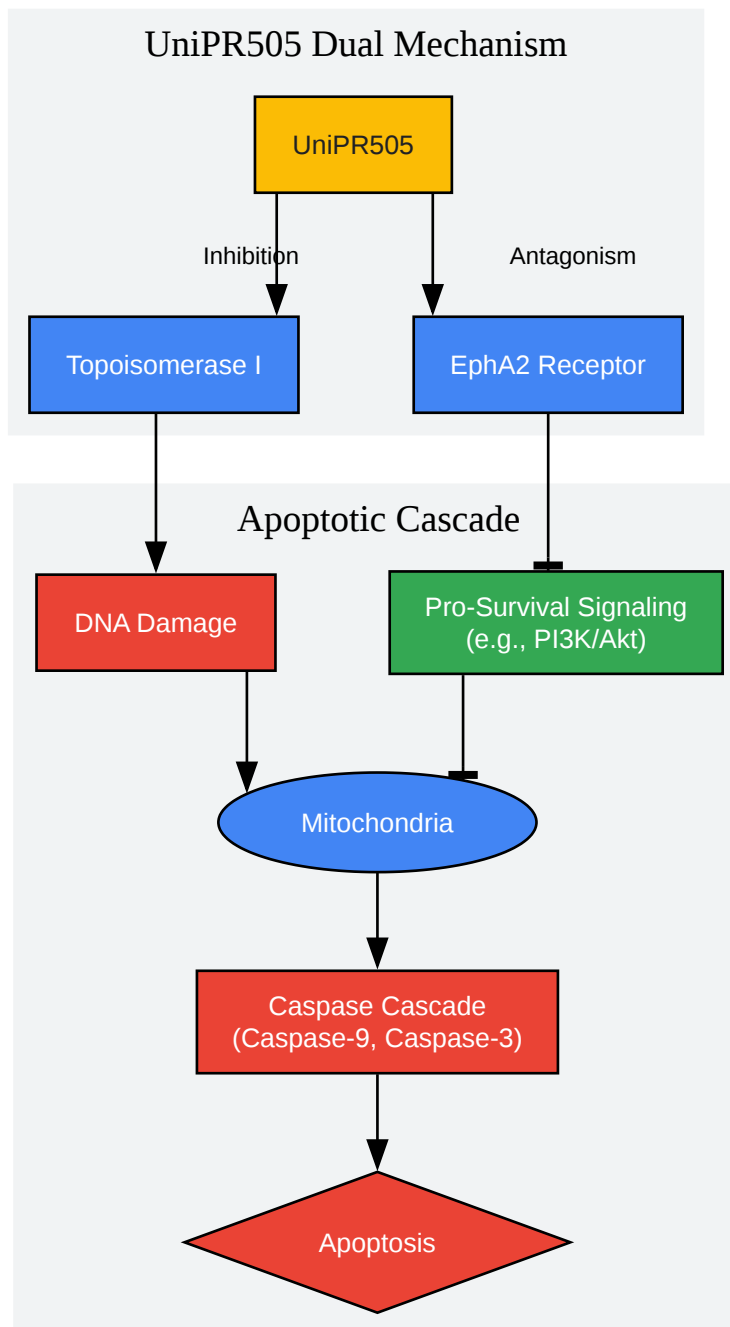 UniPR505 Dual Mechanism
UniPR505
Inhibition
Antagonism
Topoisomerase I
EphA2 Receptor
Apoptotic Cascade
DNA Damage
Pro-Survival Signaling
(e.g., PI3K/Akt)
Mitochondria
Caspase Cascade
(Caspase-9, Caspase-3)
Apoptosis